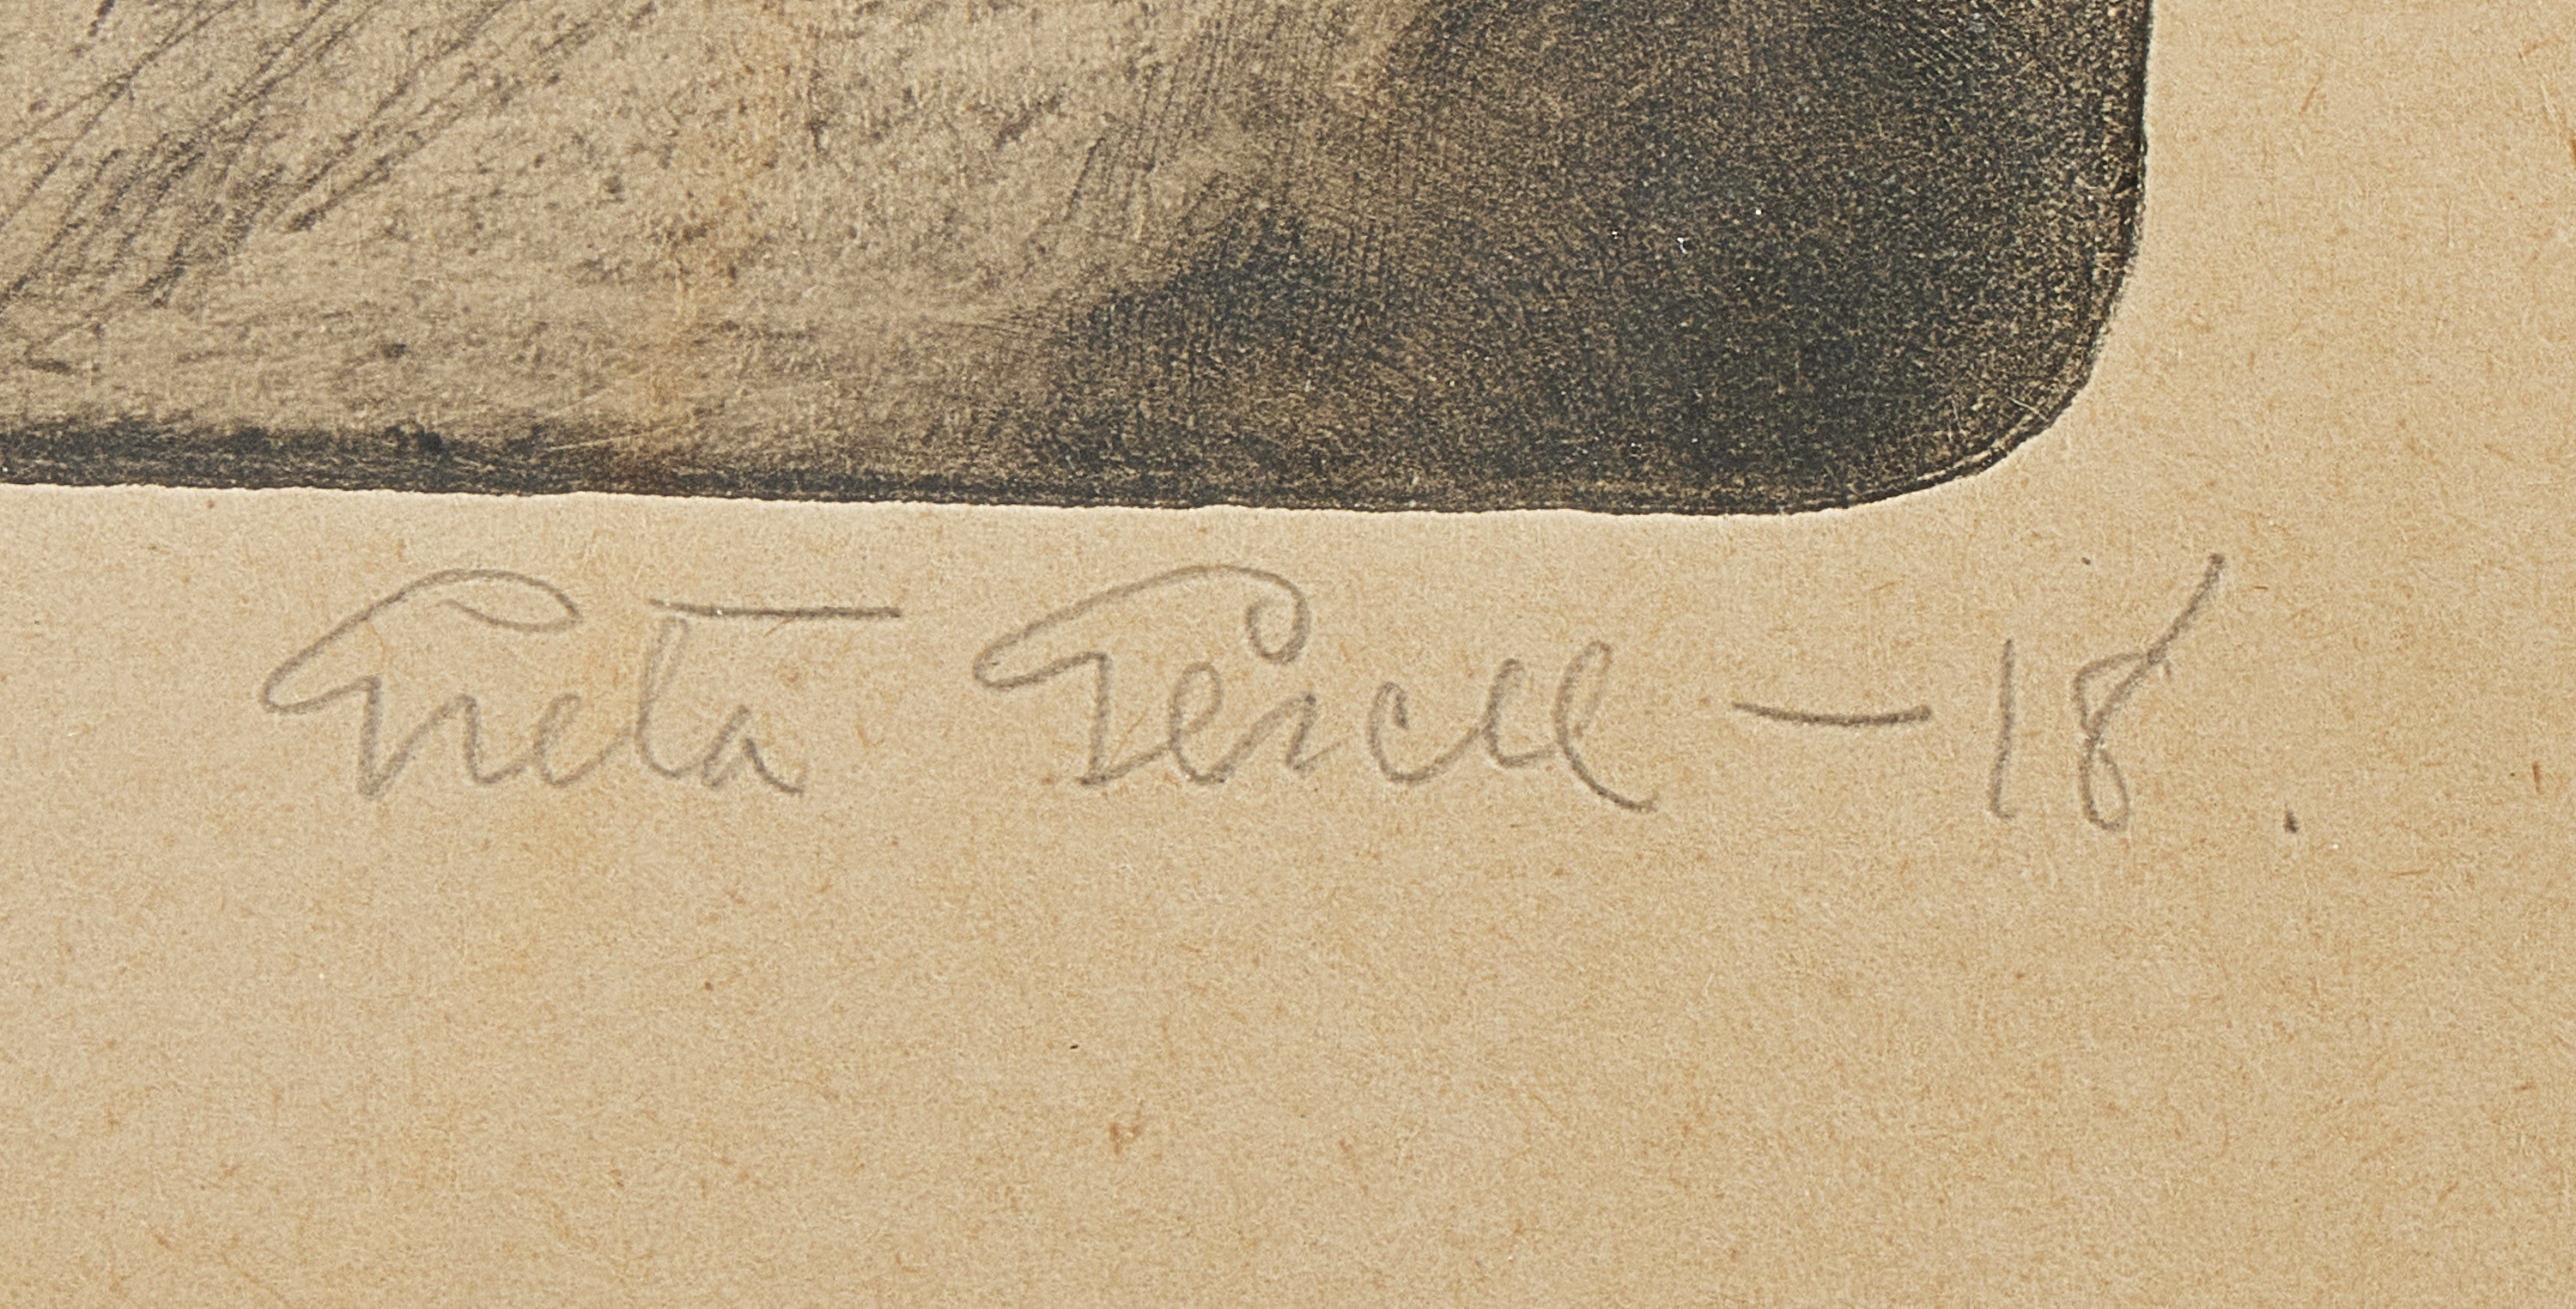 Greta Gerell — 18.